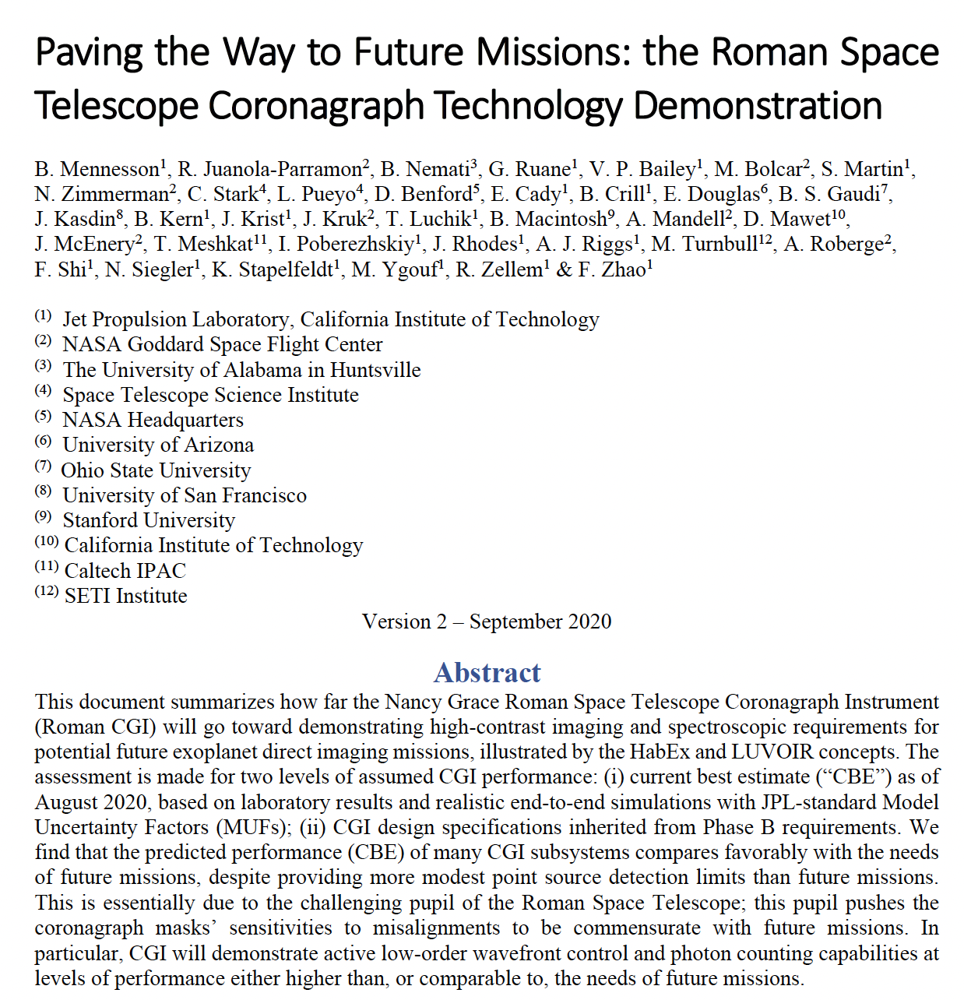 Paving the Way to Future Missions: the Roman Space
Telescope Coronagraph Technology Demonstration
B. Mennesson¹, R. Juanola-Parramon², B. Nemati³, G. Ruane¹, V. P. Bailey¹, M. Bolcar², S. Martin¹,
N. Zimmerman², C. Stark⁴, L. Pueyo⁴, D. Benford⁵, E. Cady¹, B. Crill¹, E. Douglas⁶, B. S. Gaudi⁷,
J. Kasdin⁸, B. Kern¹, J. Krist¹, J. Kruk², T. Luchik¹, B. Macintosh⁹, A. Mandell², D. Mawet¹⁰,
J. McEnery², T. Meshkat¹¹, I. Poberezhskiy¹, J. Rhodes¹, A. J. Riggs¹, M. Turnbull¹², A. Roberge²,
F. Shi¹, N. Siegler¹, K. Stapelfeldt¹, M. Ygouf¹, R. Zellem¹ & F. Zhao¹
⁽¹⁾ Jet Propulsion Laboratory, California Institute of Technology
⁽²⁾ NASA Goddard Space Flight Center
⁽³⁾ The University of Alabama in Huntsville
⁽⁴⁾ Space Telescope Science Institute
⁽⁵⁾ NASA Headquarters
⁽⁶⁾ University of Arizona
⁽⁷⁾ Ohio State University
⁽⁸⁾ University of San Francisco
⁽⁹⁾ Stanford University
⁽¹⁰⁾ California Institute of Technology
⁽¹¹⁾ Caltech IPAC
⁽¹²⁾ SETI Institute
Version 2 – September 2020
Abstract
This document summarizes how far the Nancy Grace Roman Space Telescope Coronagraph Instrument
(Roman CGI) will go toward demonstrating high-contrast imaging and spectroscopic requirements for
potential future exoplanet direct imaging missions, illustrated by the HabEx and LUVOIR concepts. The
assessment is made for two levels of assumed CGI performance: (i) current best estimate (“CBE”) as of
August 2020, based on laboratory results and realistic end-to-end simulations with JPL-standard Model
Uncertainty Factors (MUFs); (ii) CGI design specifications inherited from Phase B requirements. We
find that the predicted performance (CBE) of many CGI subsystems compares favorably with the needs
of future missions, despite providing more modest point source detection limits than future missions.
This is essentially due to the challenging pupil of the Roman Space Telescope; this pupil pushes the
coronagraph masks’ sensitivities to misalignments to be commensurate with future missions. In
particular, CGI will demonstrate active low-order wavefront control and photon counting capabilities at
levels of performance either higher than, or comparable to, the needs of future missions.